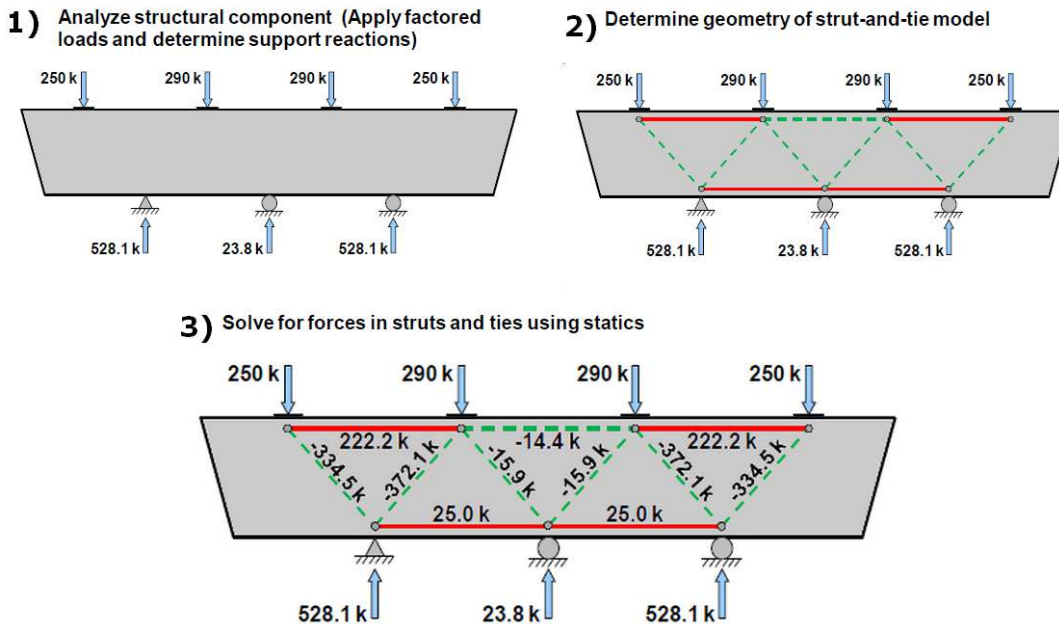 1) Analyze structural component (Apply factored
loads and determine support reactions)
250 k 290 k 290 k 250 k
528.1 k 23.8 k 528.1 k
2) Determine geometry of strut-and-tie model
250 k 290 k 290 k 250 k
528.1 k 23.8 k 528.1 k
3) Solve for forces in struts and ties using statics
250 k 290 k 290 k 250 k
222.2 k -14.4 k 222.2 k
-334.5 k -372.1 k -15.9 k -15.9 k -372.1 k -334.5 k
25.0 k 25.0 k
528.1 k 23.8 k 528.1 k